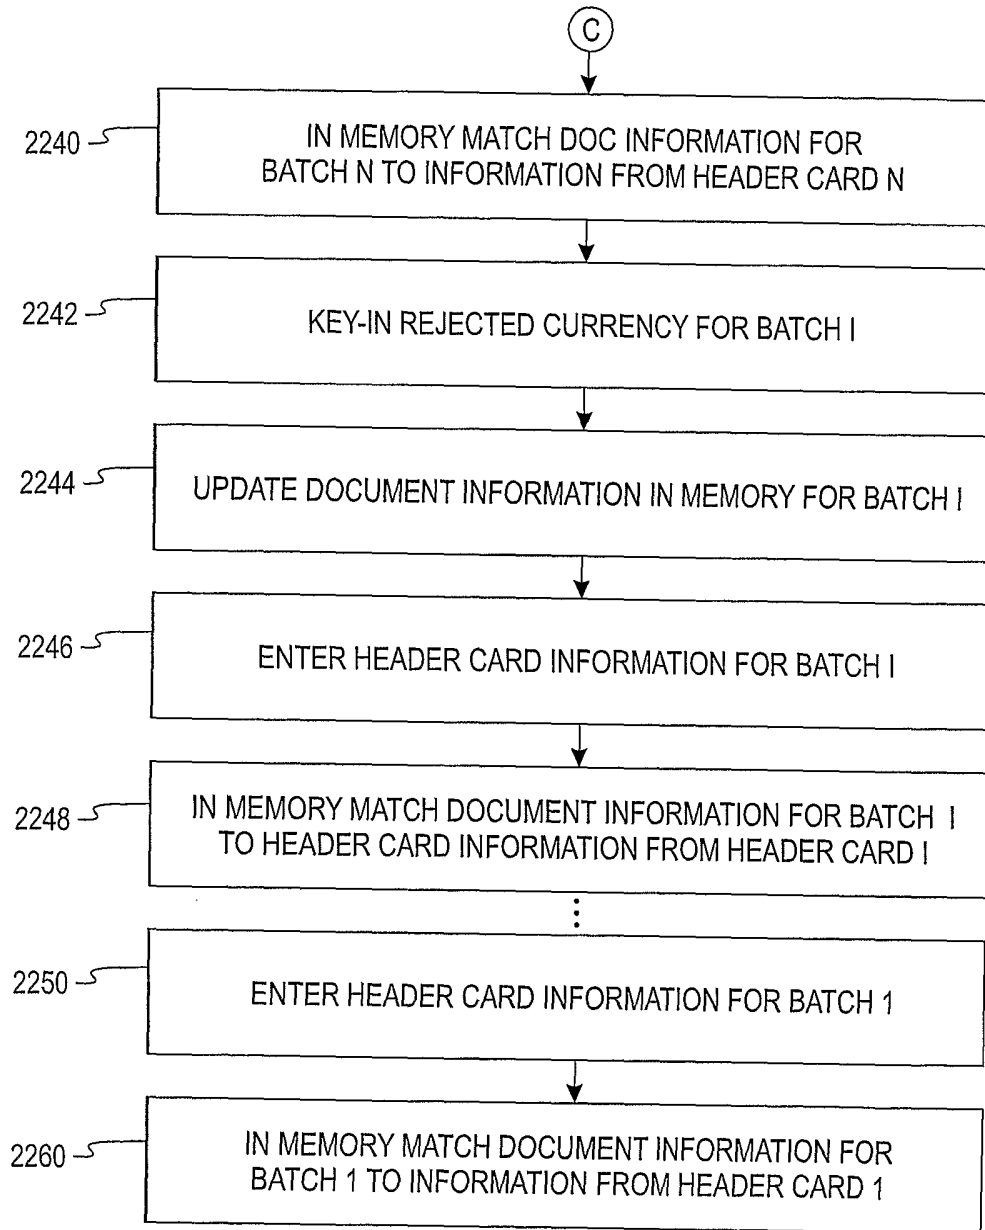 C
2240
IN MEMORY MATCH DOC INFORMATION FOR
BATCH N TO INFORMATION FROM HEADER CARD N
2242
KEY-IN REJECTED CURRENCY FOR BATCH I
2244
UPDATE DOCUMENT INFORMATION IN MEMORY FOR BATCH I
2246
ENTER HEADER CARD INFORMATION FOR BATCH I
2248
IN MEMORY MATCH DOCUMENT INFORMATION FOR BATCH I
TO HEADER CARD INFORMATION FROM HEADER CARD I
2250
ENTER HEADER CARD INFORMATION FOR BATCH 1
2260
IN MEMORY MATCH DOCUMENT INFORMATION FOR
BATCH 1 TO INFORMATION FROM HEADER CARD 1